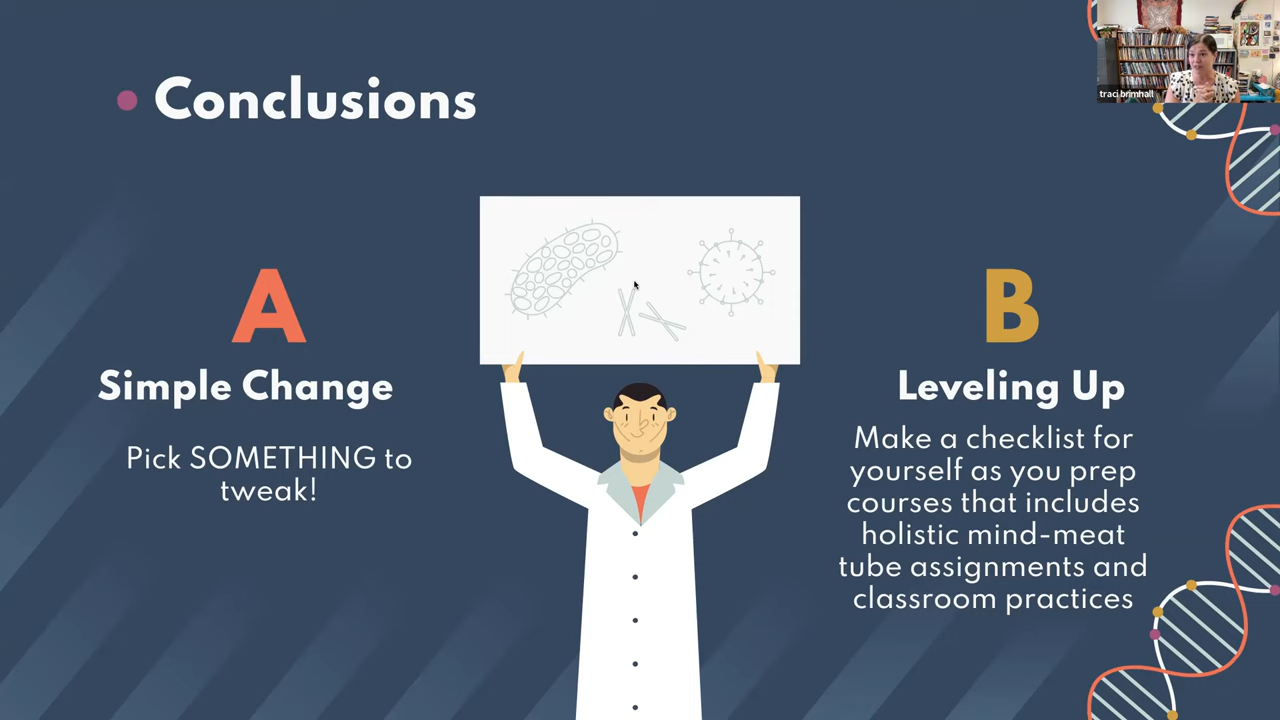 traci brimhall
Conclusions
A
Simple Change
Pick SOMETHING to
tweak!
B
Leveling Up
Make a checklist for
yourself as you prep
courses that includes
holistic mind-meat
tube assignments and
classroom practices